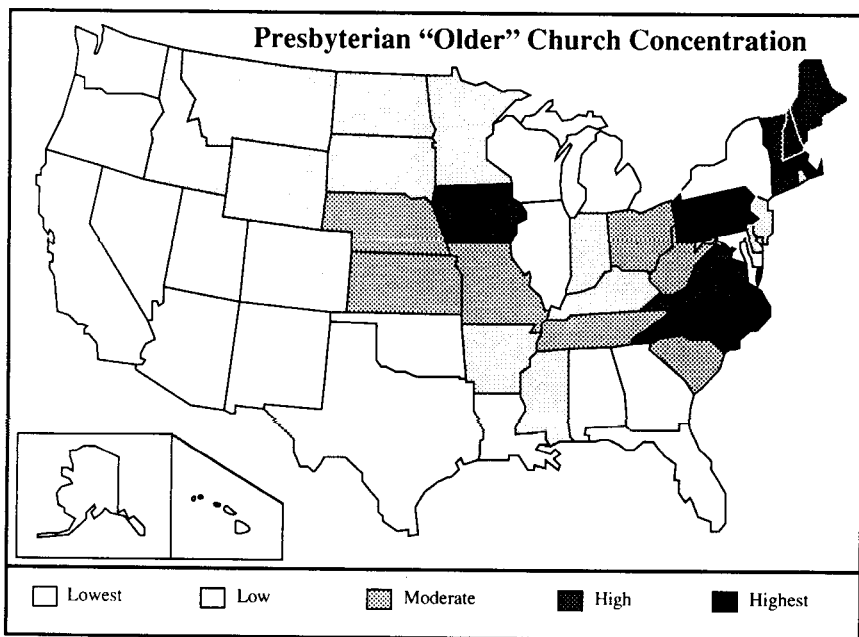 Presbyterian “Older” Church Concentration
Lowest Low Moderate High Highest